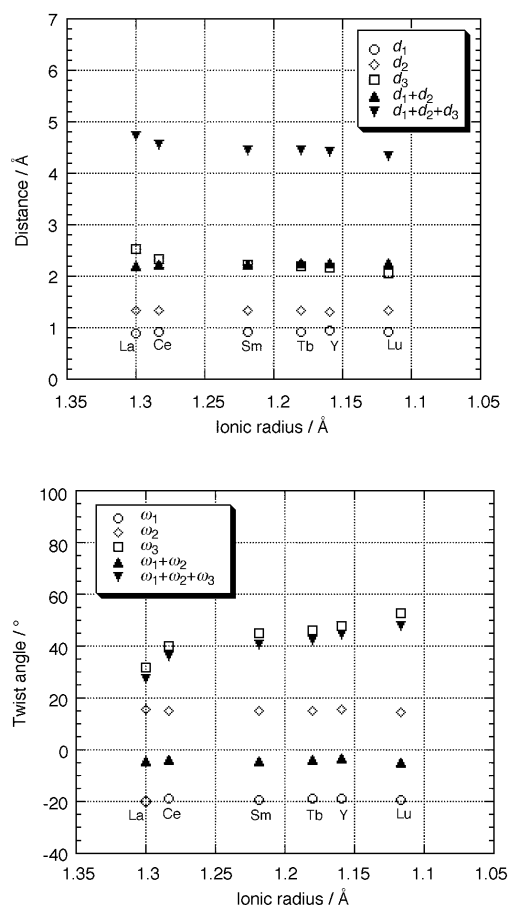 7
6
5
4
3
2
1
0
Distance / Å
d1
d2
d3
d1+d2
d1+d2+d3
La
Ce
Sm
Tb
Y
Lu
1.35 1.3 1.25 1.2 1.15 1.1 1.05
Ionic radius / Å
100
80
60
40
20
0
-20
-40
Twist angle / °
ω1
ω2
ω3
ω1+ω2
ω1+ω2+ω3
La
Ce
Sm
Tb
Y
Lu
1.35 1.3 1.25 1.2 1.15 1.1 1.05
Ionic radius / Å